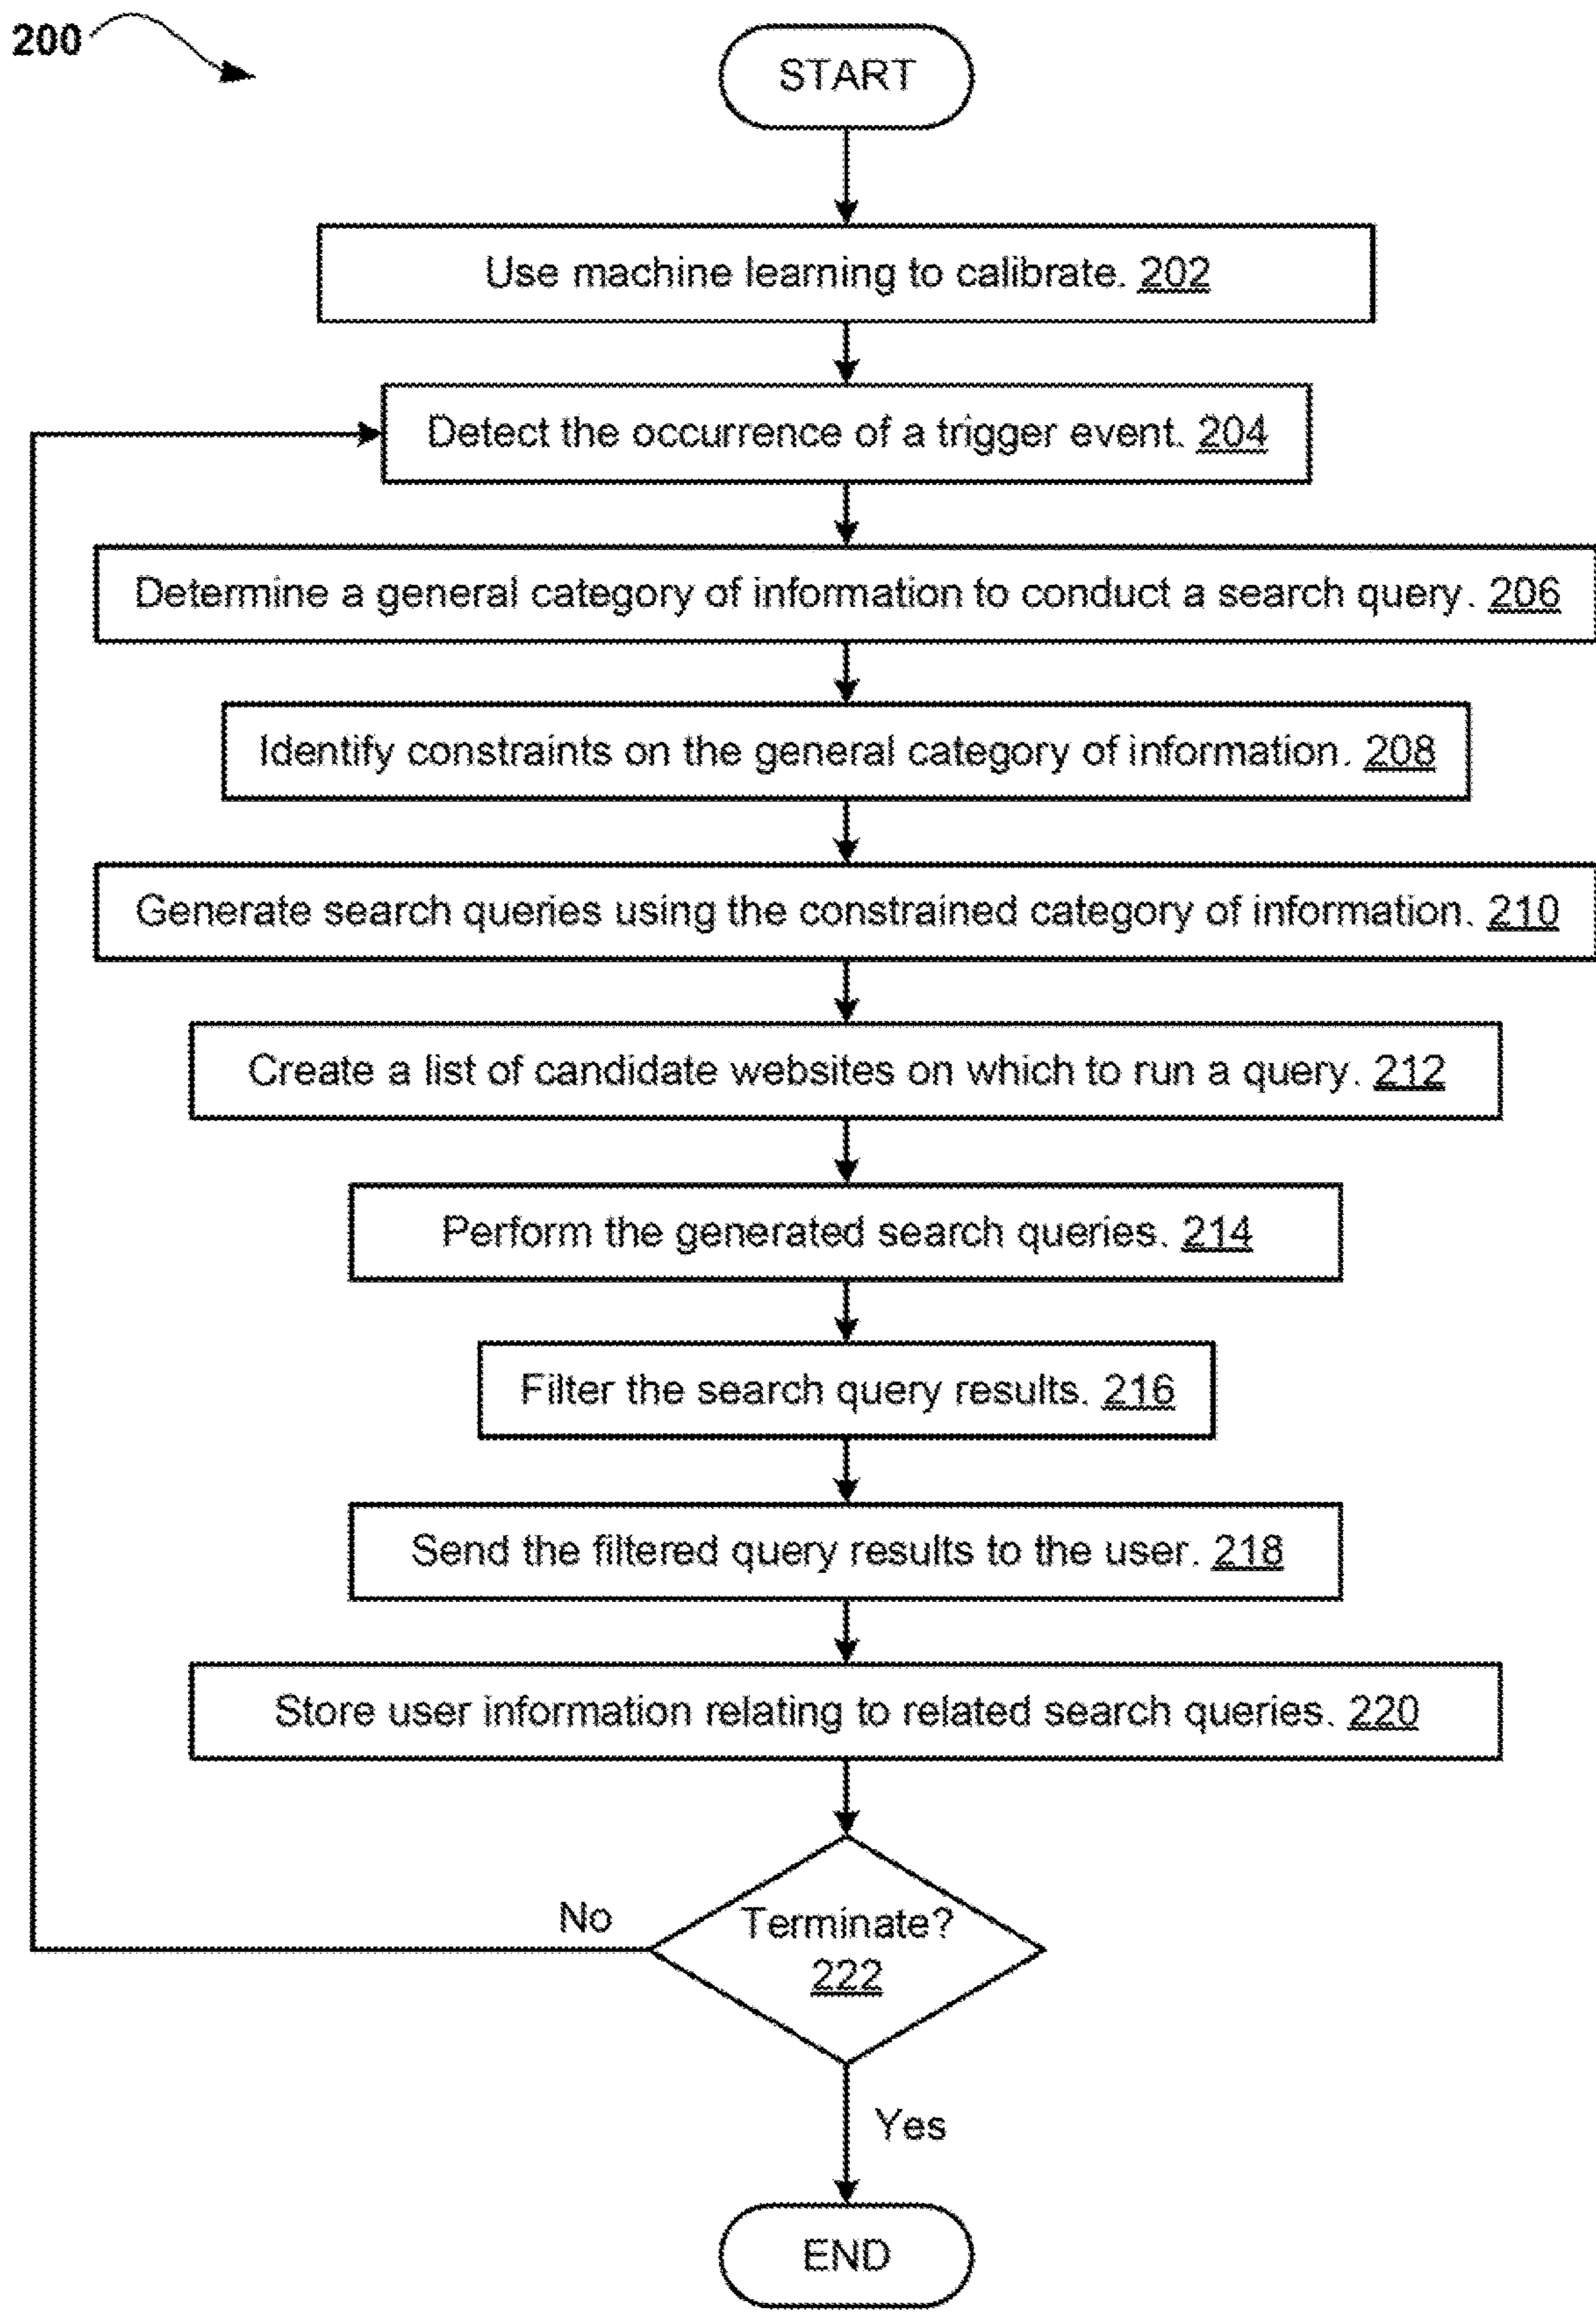 200
START
Use machine learning to calibrate. 202
Detect the occurrence of a trigger event. 204
Determine a general category of information to conduct a search query. 206
Identify constraints on the general category of information. 208
Generate search queries using the constrained category of information. 210
Create a list of candidate websites on which to run a query. 212
Perform the generated search queries. 214
Filter the search query results. 216
Send the filtered query results to the user. 218
Store user information relating to related search queries. 220
No
Terminate?
222
Yes
END